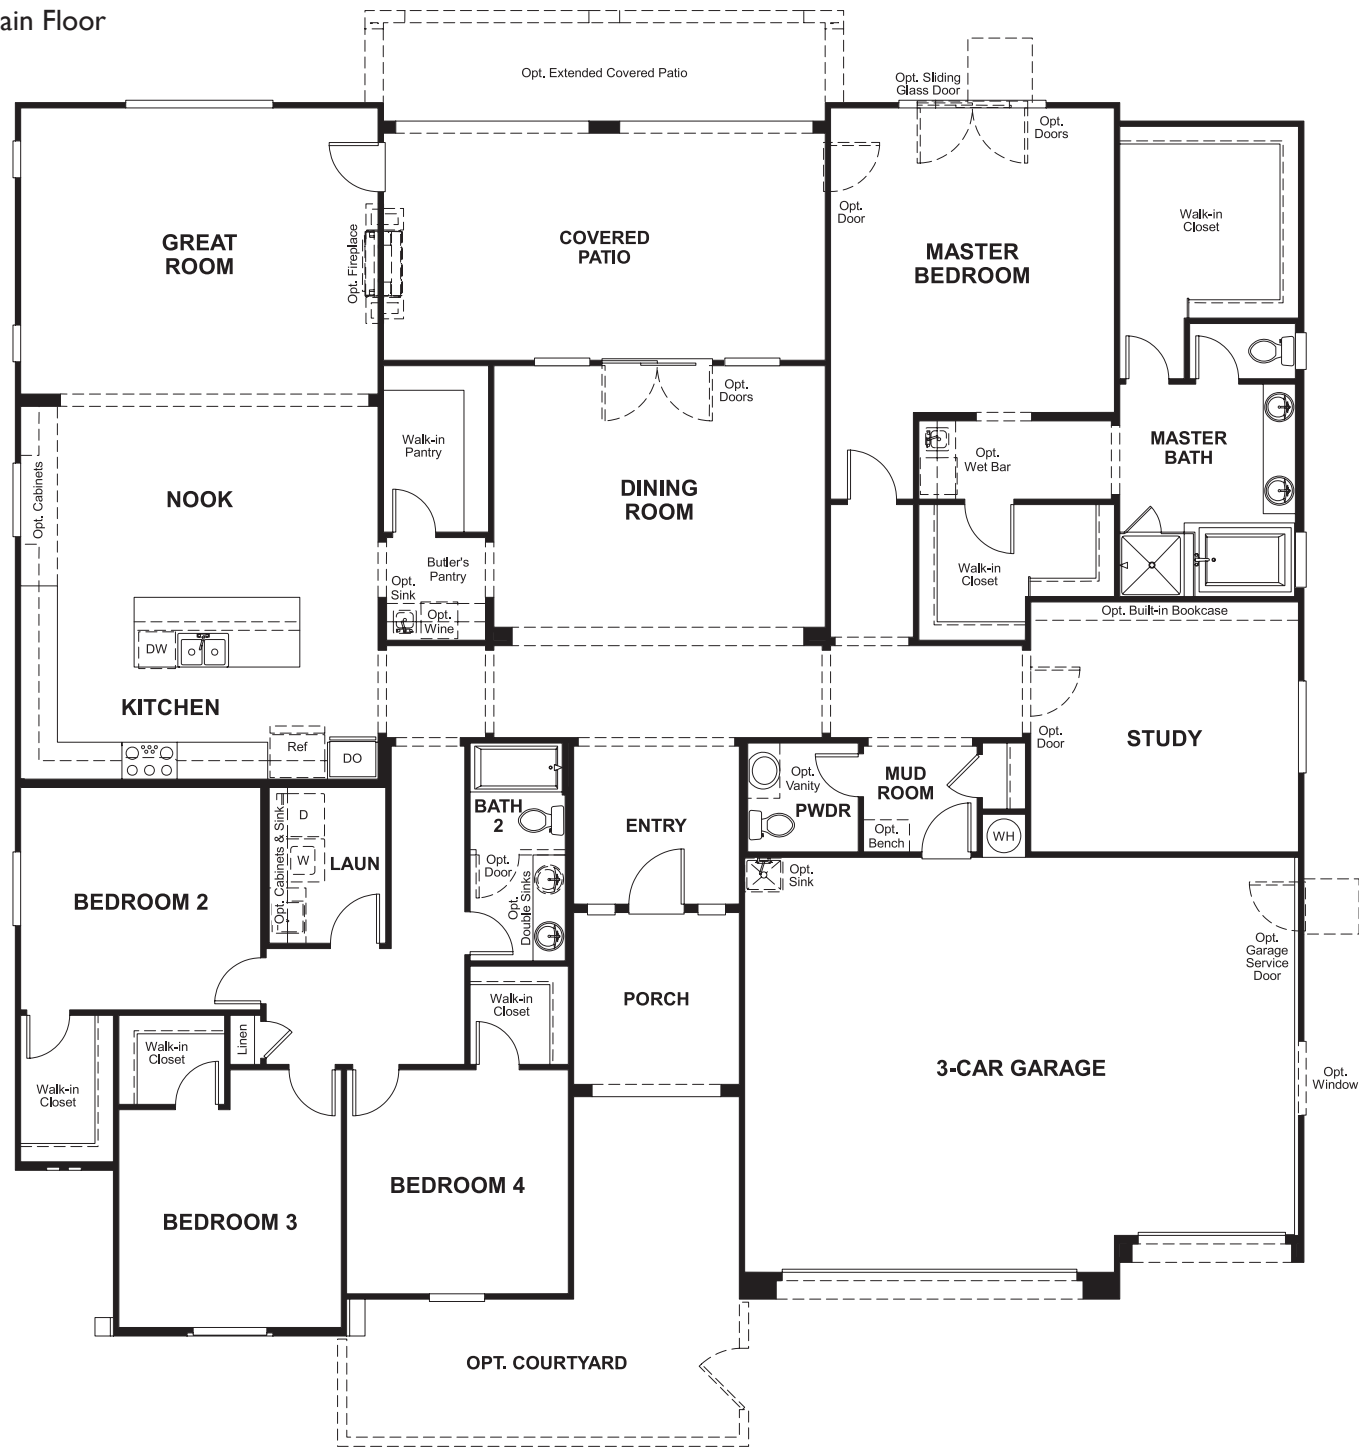 ain Floor
Opt. Extended Covered Patio
Opt. Sliding
Glass Door
Opt.
Doors
Opt.
Door
Walk-in
Closet
GREAT
ROOM
Opt. Fireplace
COVERED
PATIO
MASTER
BEDROOM
Opt.
Doors
Walk-in
Pantry
Opt. Cabinets
NOOK
DINING
ROOM
Opt.
Wet Bar
MASTER
BATH
Butler's
Pantry
Opt.
Sink
Opt.
Wine
Walk-in
Closet
Opt. Built-in Bookcase
DW
KITCHEN
Ref
DO
Opt.
Door
STUDY
Opt. Cabinets & Sink
D
W
LAUN
BATH
2
Opt.
Door
Opt.
Double Sinks
ENTRY
Opt.
Vanity
PWDR
MUD
ROOM
Opt.
Bench
WH
Opt.
Sink
BEDROOM 2
Opt.
Garage
Service
Door
Walk-in
Closet
PORCH
Linen
Walk-in
Closet
Walk-in
Closet
3-CAR GARAGE
Opt.
Window
BEDROOM 4
BEDROOM 3
OPT. COURTYARD